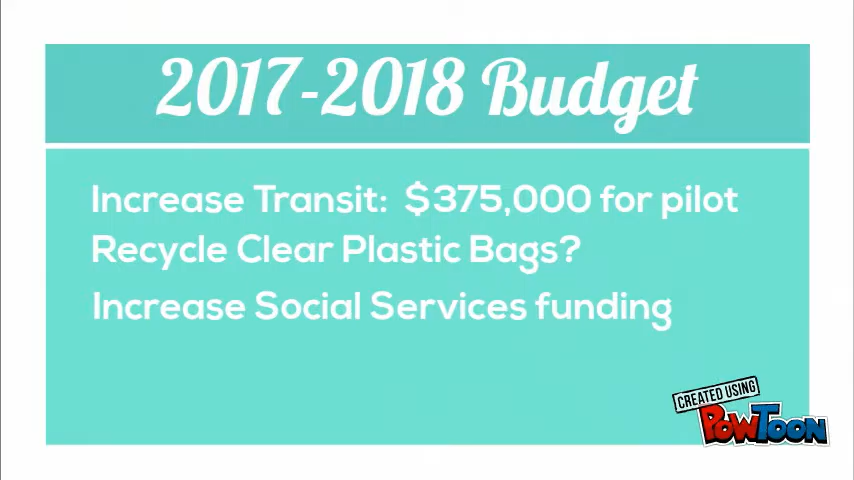 2017-2018 Budget
Increase Transit: $375,000 for pilot
Recycle Clear Plastic Bags?
Increase Social Services funding
CREATED USING
POWTOON